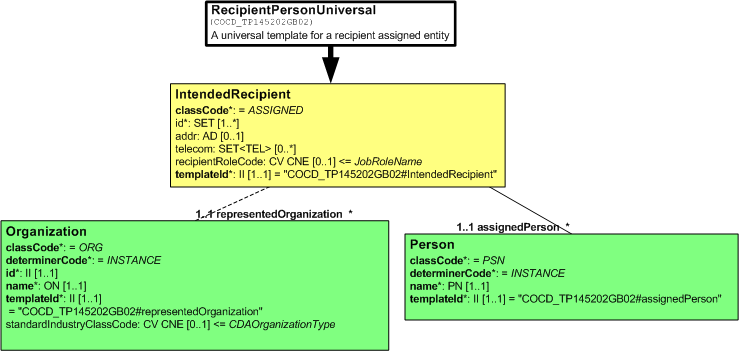 RecipientPersonUniversal
(COCD_TP145202GB02)
A universal template for a recipient assigned entity
IntendedRecipient
classCode*: = ASSIGNED
id*: SET [1..*]
addr: AD [0..1]
telecom: SET<TEL> [0..*]
recipientRoleCode: CV CNE [0..1] <= JobRoleName
templateId*: II [1..1] = "COCD_TP145202GB02#IntendedRecipient"
1..1 representedOrganization *
1..1 assignedPerson *
Organization
classCode*: = ORG
determinerCode*: = INSTANCE
id*: II [1..1]
name*: ON [1..1]
templateId*: II [1..1]
= "COCD_TP145202GB02#representedOrganization"
standardIndustryClassCode: CV CNE [0..1] <= CDAOrganizationType
Person
classCode*: = PSN
determinerCode*: = INSTANCE
name*: PN [1..1]
templateId*: II [1..1] = "COCD_TP145202GB02#assignedPerson"